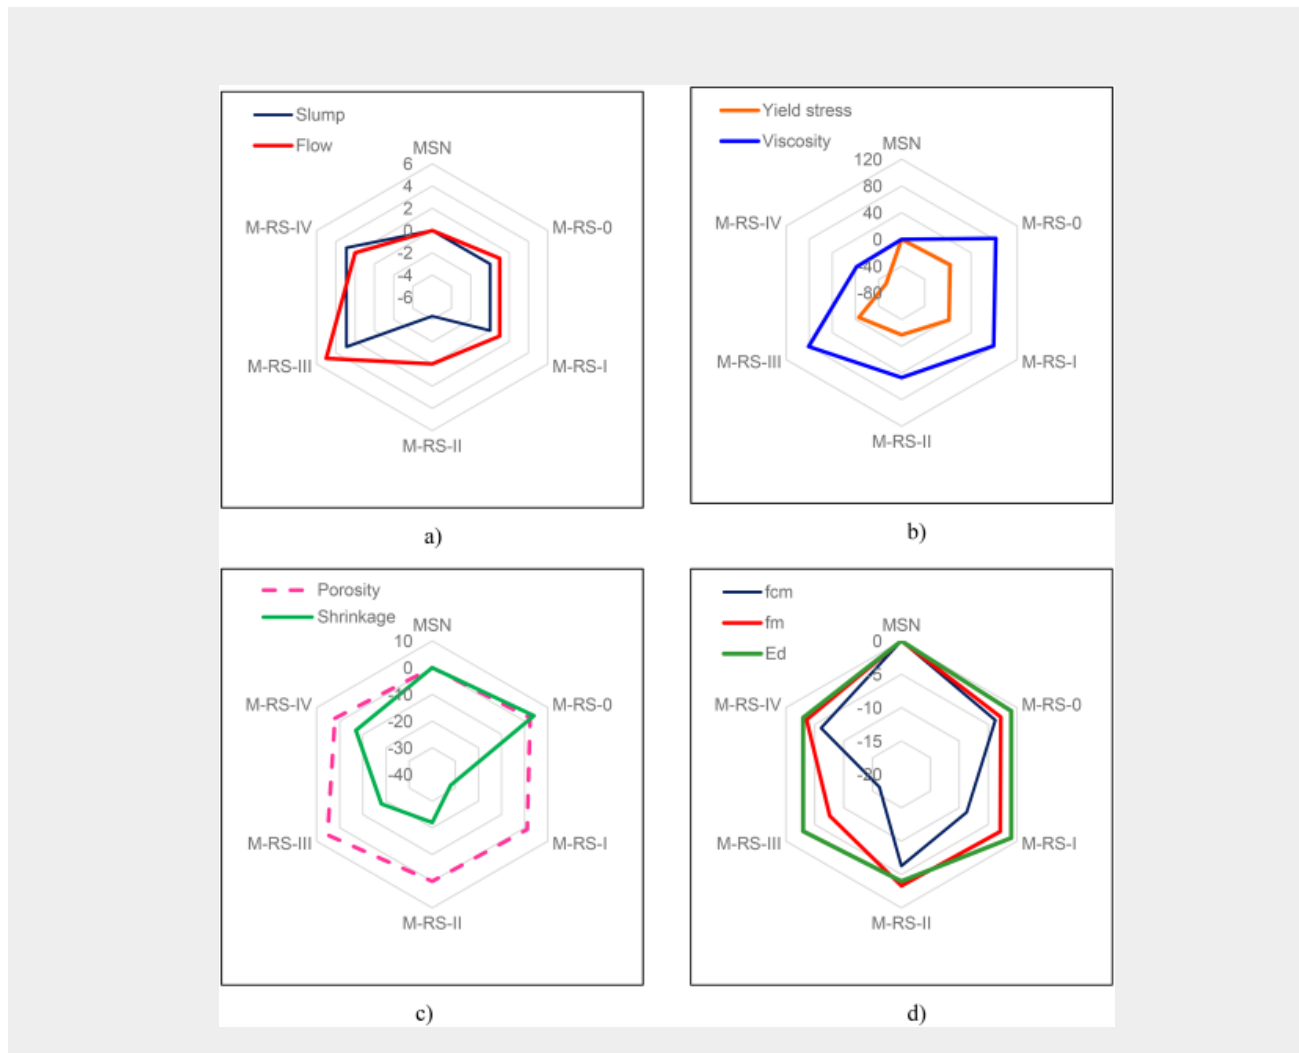 Slump
Flow
MSN
6
4
2
0
-2
-4
-6
M-RS-0
M-RS-I
M-RS-II
M-RS-III
M-RS-IV
a)
Yield stress
Viscosity
MSN
120
80
40
0
-40
-80
M-RS-0
M-RS-I
M-RS-II
M-RS-III
M-RS-IV
b)
Porosity
Shrinkage
MSN
10
0
-10
-20
-30
-40
M-RS-0
M-RS-I
M-RS-II
M-RS-III
M-RS-IV
c)
fcm
fm
Ed
MSN
0
-5
-10
-15
-20
M-RS-0
M-RS-I
M-RS-II
M-RS-III
M-RS-IV
d)